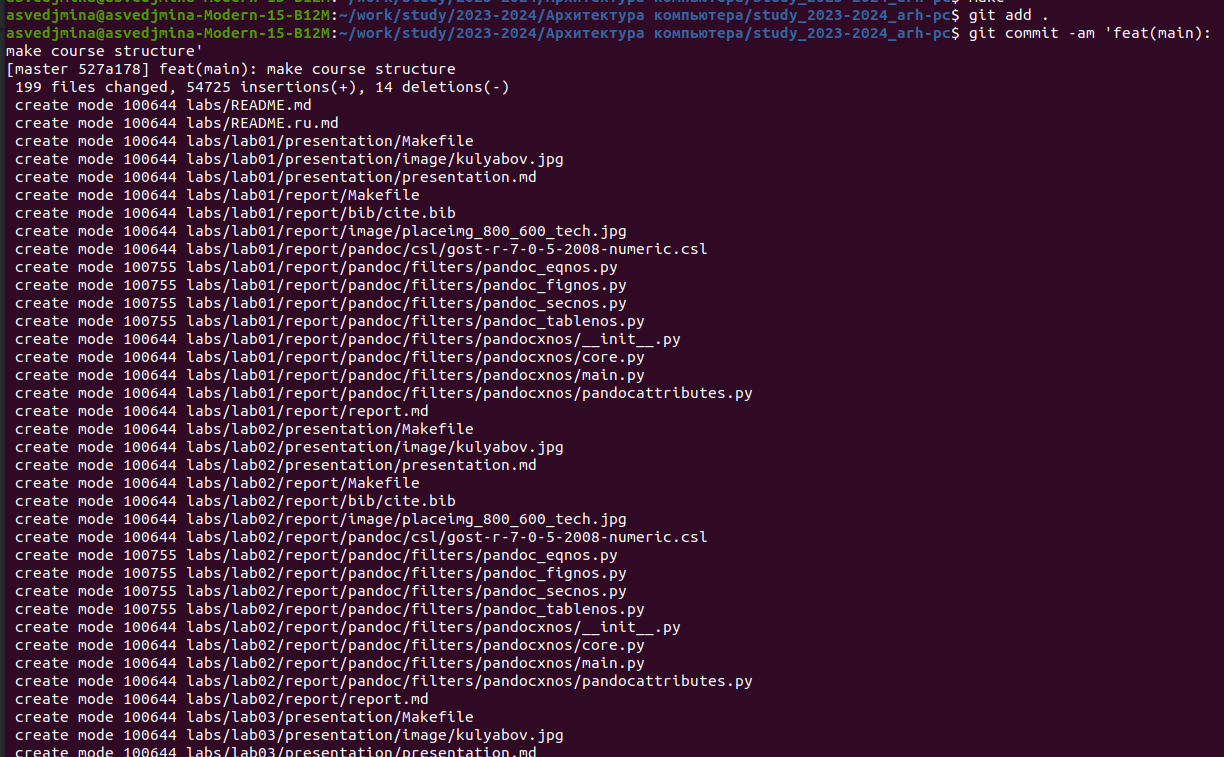 asvedjmina@asvedjmina-Modern-15-B12M:~/work/study/2023-2024/Архитектура компьютера/study_2023-2024_arh-pc$ make
asvedjmina@asvedjmina-Modern-15-B12M:~/work/study/2023-2024/Архитектура компьютера/study_2023-2024_arh-pc$ git add .
asvedjmina@asvedjmina-Modern-15-B12M:~/work/study/2023-2024/Архитектура компьютера/study_2023-2024_arh-pc$ git commit -am 'feat(main):
make course structure'
[master 527a178] feat(main): make course structure
199 files changed, 54725 insertions(+), 14 deletions(-)
create mode 100644 labs/README.md
create mode 100644 labs/README.ru.md
create mode 100644 labs/lab01/presentation/Makefile
create mode 100644 labs/lab01/presentation/image/kulyabov.jpg
create mode 100644 labs/lab01/presentation/presentation.md
create mode 100644 labs/lab01/report/Makefile
create mode 100644 labs/lab01/report/bib/cite.bib
create mode 100644 labs/lab01/report/image/placeimg_800_600_tech.jpg
create mode 100644 labs/lab01/report/pandoc/csl/gost-r-7-0-5-2008-numeric.csl
create mode 100755 labs/lab01/report/pandoc/filters/pandoc_eqnos.py
create mode 100755 labs/lab01/report/pandoc/filters/pandoc_fignos.py
create mode 100755 labs/lab01/report/pandoc/filters/pandoc_secnos.py
create mode 100755 labs/lab01/report/pandoc/filters/pandoc_tablenos.py
create mode 100644 labs/lab01/report/pandoc/filters/pandocxnos/__init__.py
create mode 100644 labs/lab01/report/pandoc/filters/pandocxnos/core.py
create mode 100644 labs/lab01/report/pandoc/filters/pandocxnos/main.py
create mode 100644 labs/lab01/report/pandoc/filters/pandocxnos/pandocattributes.py
create mode 100644 labs/lab01/report/report.md
create mode 100644 labs/lab02/presentation/Makefile
create mode 100644 labs/lab02/presentation/image/kulyabov.jpg
create mode 100644 labs/lab02/presentation/presentation.md
create mode 100644 labs/lab02/report/Makefile
create mode 100644 labs/lab02/report/bib/cite.bib
create mode 100644 labs/lab02/report/image/placeimg_800_600_tech.jpg
create mode 100644 labs/lab02/report/pandoc/csl/gost-r-7-0-5-2008-numeric.csl
create mode 100755 labs/lab02/report/pandoc/filters/pandoc_eqnos.py
create mode 100755 labs/lab02/report/pandoc/filters/pandoc_fignos.py
create mode 100755 labs/lab02/report/pandoc/filters/pandoc_secnos.py
create mode 100755 labs/lab02/report/pandoc/filters/pandoc_tablenos.py
create mode 100644 labs/lab02/report/pandoc/filters/pandocxnos/__init__.py
create mode 100644 labs/lab02/report/pandoc/filters/pandocxnos/core.py
create mode 100644 labs/lab02/report/pandoc/filters/pandocxnos/main.py
create mode 100644 labs/lab02/report/pandoc/filters/pandocxnos/pandocattributes.py
create mode 100644 labs/lab02/report/report.md
create mode 100644 labs/lab03/presentation/Makefile
create mode 100644 labs/lab03/presentation/image/kulyabov.jpg
create mode 100644 labs/lab03/presentation/presentation.md